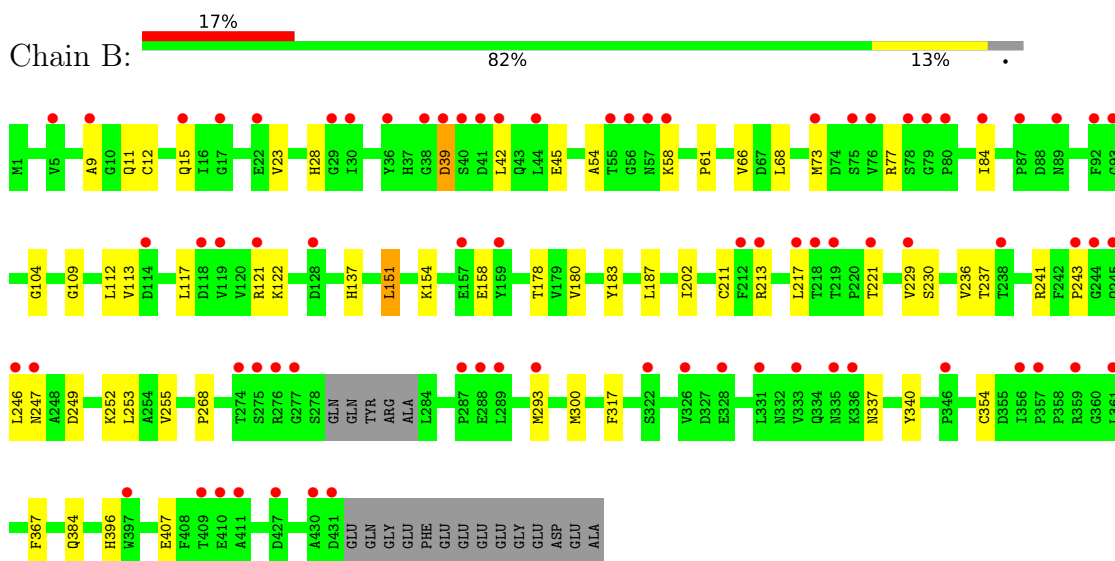 17%
Chain B:
82%
13%
•
M1 V5 A9 G10 Q11 C12 Q15 I16 G17 E22 V23 H28 G29 I30 Y36 H37 G38 D39 S40 D41 L42 Q43 L44 E45 A54 T55 G56 N57 K58 P61 V66 D67 L68 M73 D74 S75 V76 R77 S78 G79 P80 I84 P87 D88 N89 F92 G93
G104 G109 L112 V113 D114 L117 D118 V119 V120 R121 K122 D128 H137 L151 K154 E157 E158 Y159 T178 V179 V180 Y183 L187 I202 C211 F212 R213 L217 T218 T219 P220 T221 V229 S230 V236 T237 T238 R241 F242 P243 G244
L246 N247 A248 D249 K252 L253 A254 V255 P268 T274 S275 R276 G277 S278 GLN GLN TYR ARG ALA L284 P287 E288 L289 M293 M300 F317 S322 V326 D327 E328 L331 N332 V333 Q334 N335 K336 N337 Y340 P346 C354 D355 I356 P357 P358 R359 G360
F367 Q384 H396 W397 E407 F408 T409 E410 A411 D427 A430 D431 GLU GLN GLY GLU PHE GLU GLU GLU GLU GLY GLU ASP GLU ALA